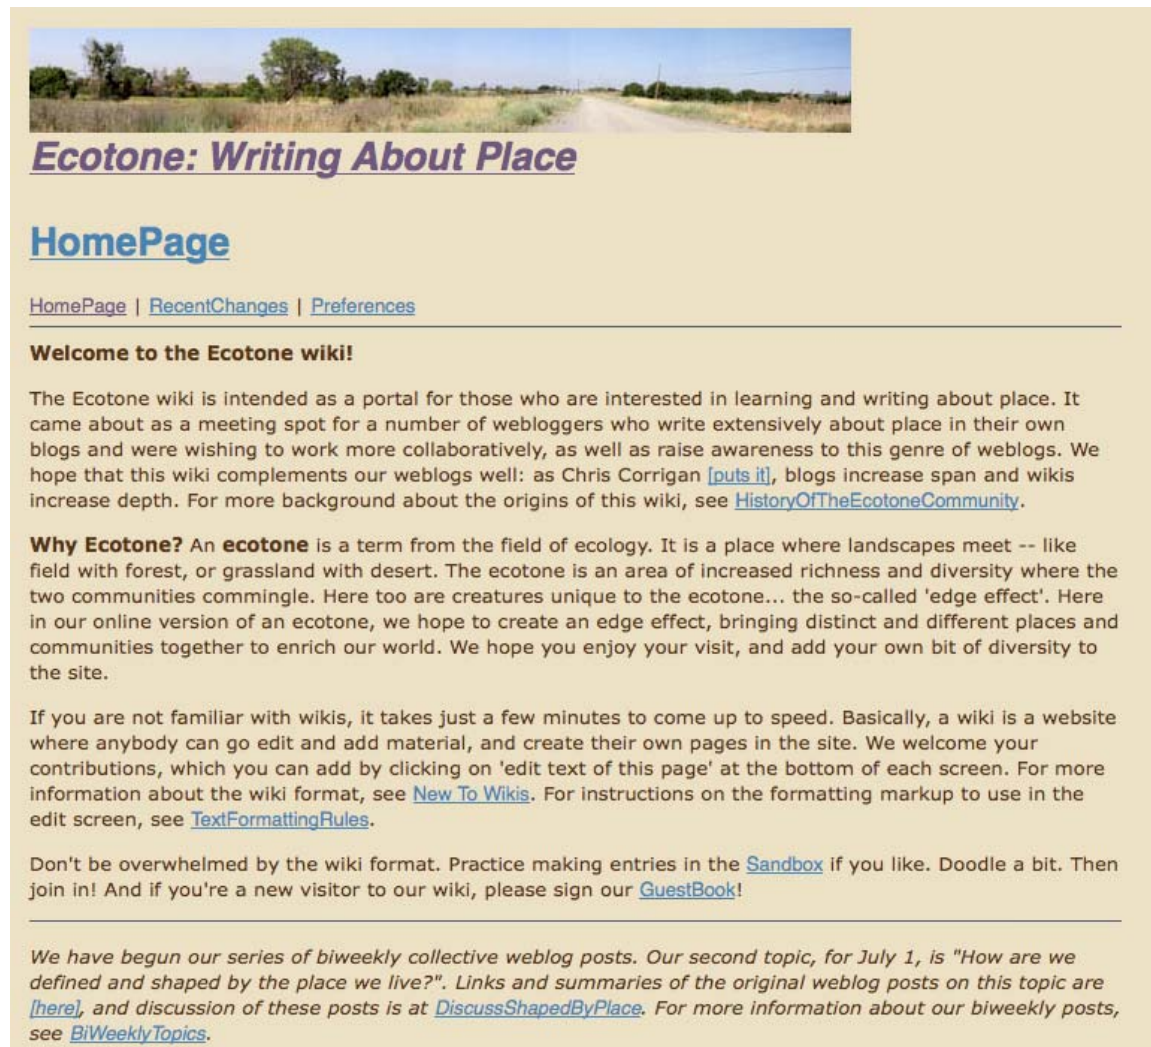 Ecotone: Writing About Place
HomePage
HomePage | RecentChanges | Preferences
Welcome to the Ecotone wiki!
The Ecotone wiki is intended as a portal for those who are interested in learning and writing about place. It
came about as a meeting spot for a number of webloggers who write extensively about place in their own
blogs and were wishing to work more collaboratively, as well as raise awareness to this genre of weblogs. We
hope that this wiki complements our weblogs well: as Chris Corrigan [puts it], blogs increase span and wikis
increase depth. For more background about the origins of this wiki, see HistoryOfTheEcotoneCommunity.
Why Ecotone? An ecotone is a term from the field of ecology. It is a place where landscapes meet -- like
field with forest, or grassland with desert. The ecotone is an area of increased richness and diversity where the
two communities commingle. Here too are creatures unique to the ecotone... the so-called 'edge effect'. Here
in our online version of an ecotone, we hope to create an edge effect, bringing distinct and different places and
communities together to enrich our world. We hope you enjoy your visit, and add your own bit of diversity to
the site.
If you are not familiar with wikis, it takes just a few minutes to come up to speed. Basically, a wiki is a website
where anybody can go edit and add material, and create their own pages in the site. We welcome your
contributions, which you can add by clicking on 'edit text of this page' at the bottom of each screen. For more
information about the wiki format, see New To Wikis. For instructions on the formatting markup to use in the
edit screen, see TextFormattingRules.
Don't be overwhelmed by the wiki format. Practice making entries in the Sandbox if you like. Doodle a bit. Then
join in! And if you're a new visitor to our wiki, please sign our GuestBook!
We have begun our series of biweekly collective weblog posts. Our second topic, for July 1, is "How are we
defined and shaped by the place we live?". Links and summaries of the original weblog posts on this topic are
[here], and discussion of these posts is at DiscussShapedByPlace. For more information about our biweekly posts,
see BiWeeklyTopics.